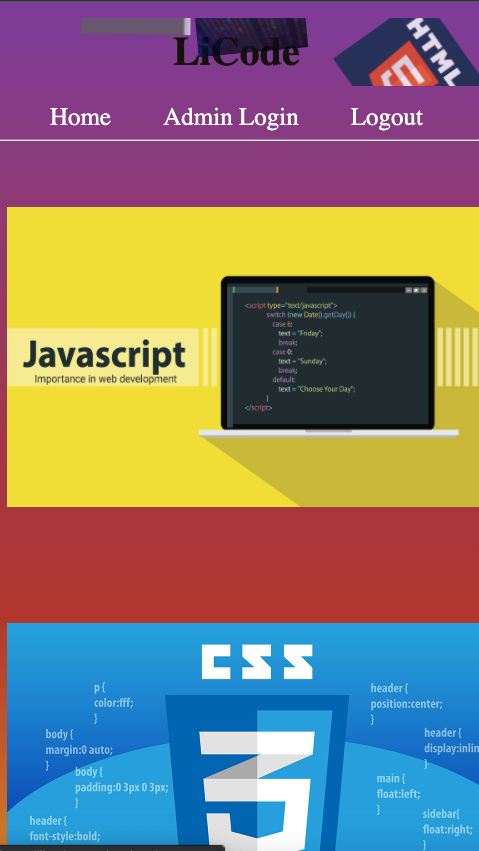 HTML
LiCode
Home Admin Login Logout
Javascript
Importance in web development
<script type="text/javascript">
switch (new Date().getDay()) {
case 6:
text = "Friday";
break;
case 0:
text = "Sunday";
break;
default:
text = "Choose Your Day";
}
</script>
CSS
p {
color:fff;
}
header {
position:center;
}
body {
margin:0 auto;
}
header {
display:inlin
}
body {
padding:0 3px 0 3px;
}
main {
float:left;
}
header {
font-style:bold;
sidebar{
float:right;
}